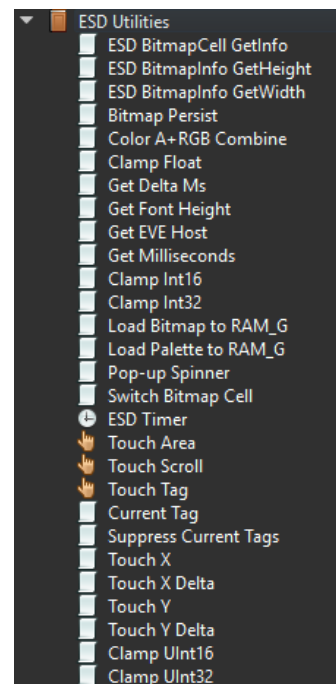 ESD Utilities
ESD BitmapCell GetInfo
ESD BitmapInfo GetHeight
ESD BitmapInfo GetWidth
Bitmap Persist
Color A+RGB Combine
Clamp Float
Get Delta Ms
Get Font Height
Get EVE Host
Get Milliseconds
Clamp Int16
Clamp Int32
Load Bitmap to RAM_G
Load Palette to RAM_G
Pop-up Spinner
Switch Bitmap Cell
ESD Timer
Touch Area
Touch Scroll
Touch Tag
Current Tag
Suppress Current Tags
Touch X
Touch X Delta
Touch Y
Touch Y Delta
Clamp UInt16
Clamp UInt32